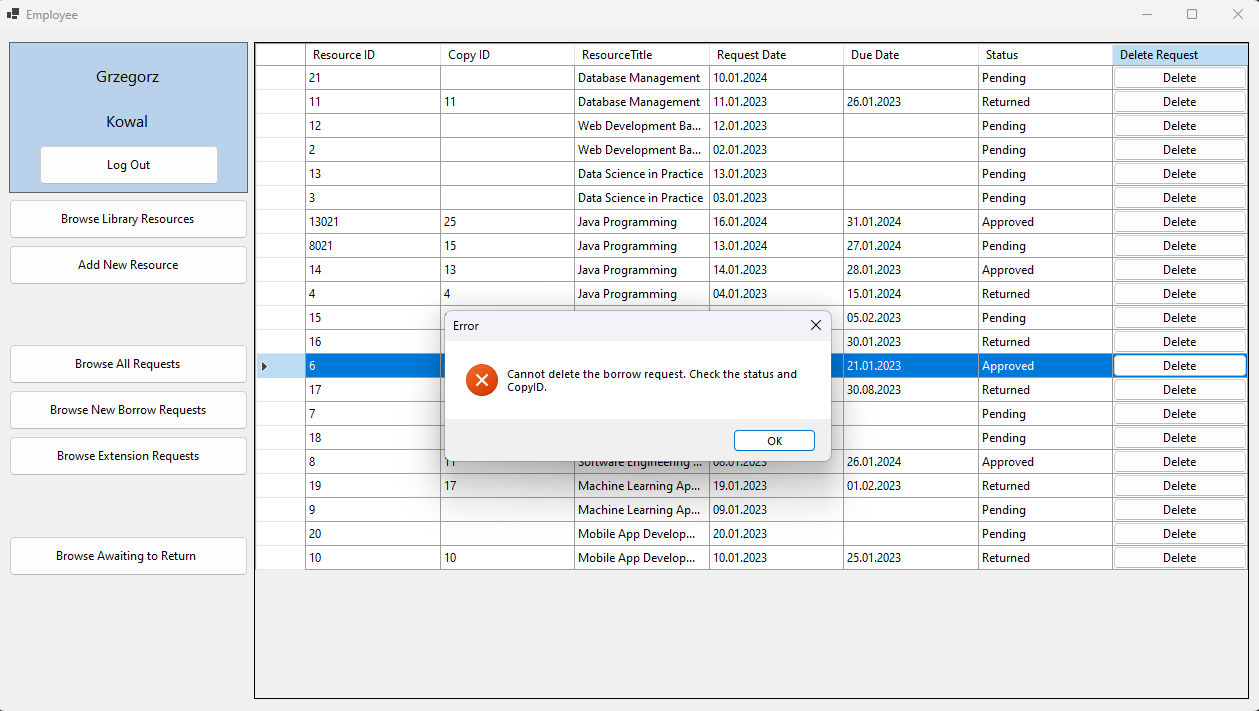 Employee
Grzegorz
Kowal
Log Out
Browse Library Resources
Add New Resource
Browse All Requests
Browse New Borrow Requests
Browse Extension Requests
Browse Awaiting to Return
Resource ID Copy ID ResourceTitle Request Date Due Date Status Delete Request
21 Database Management 10.01.2024 Pending Delete
11 11 Database Management 11.01.2023 26.01.2023 Returned Delete
12 Web Development Ba... 12.01.2023 Pending Delete
2 Web Development Ba... 02.01.2023 Pending Delete
13 Data Science in Practice 13.01.2023 Pending Delete
3 Data Science in Practice 03.01.2023 Pending Delete
13021 25 Java Programming 16.01.2024 31.01.2024 Approved Delete
8021 15 Java Programming 13.01.2024 27.01.2024 Pending Delete
14 13 Java Programming 14.01.2023 28.01.2023 Approved Delete
4 4 Java Programming 04.01.2023 15.01.2024 Returned Delete
15 05.02.2023 Pending Delete
16 30.01.2023 Returned Delete
6 21.01.2023 Approved Delete
17 30.08.2023 Returned Delete
7 Pending Delete
18 Pending Delete
8 11 Software Engineering ... 08.01.2023 26.01.2024 Approved Delete
19 17 Machine Learning Ap... 19.01.2023 01.02.2023 Returned Delete
9 Machine Learning Ap... 09.01.2023 Pending Delete
20 Mobile App Develop... 20.01.2023 Pending Delete
10 10 Mobile App Develop... 10.01.2023 25.01.2023 Returned Delete
Error
Cannot delete the borrow request. Check the status and
CopyID.
OK